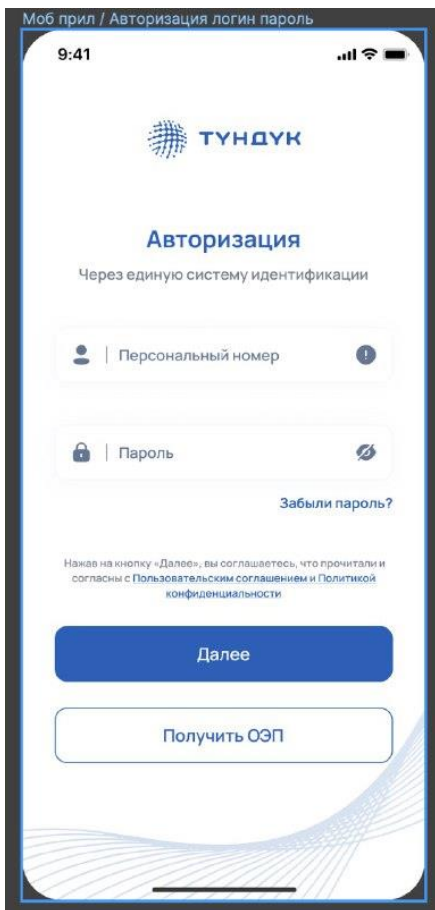 Моб прил / Авторизация логин пароль
9:41
ТҮНДҮК
Авторизация
Через единую систему идентификации
Персональный номер
Пароль
Забыли пароль?
Нажав на кнопку «Далее», вы соглашаетесь, что прочитали и
согласны с Пользовательским соглашением и Политикой
конфиденциальности
Далее
Получить ОЭП